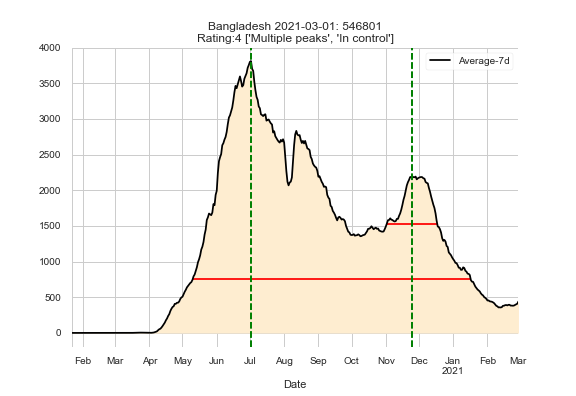 Bangladesh 2021-03-01: 546801
Rating:4 ['Multiple peaks', 'In control']
4000
3500
3000
2500
2000
1500
1000
500
0
Average-7d
Feb Mar Apr May Jun Jul Aug Sep Oct Nov Dec Jan Feb Mar
2021
Date